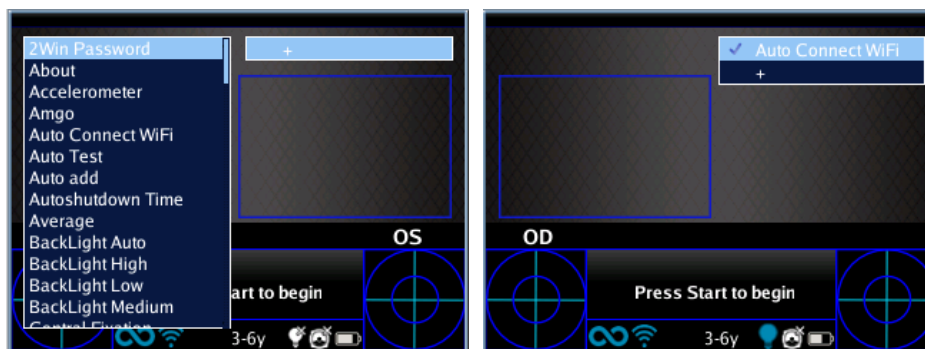 2Win Password
About
Accelerometer
Amgo
Auto Connect WiFi
Auto Test
Auto add
Autoshutdown Time
Average
BackLight Auto
BackLight High
BackLight Low
BackLight Medium
Central Fixation
+
OS
art to begin
3-6y
Auto Connect WiFi
+
OD
Press Start to begin
3-6y